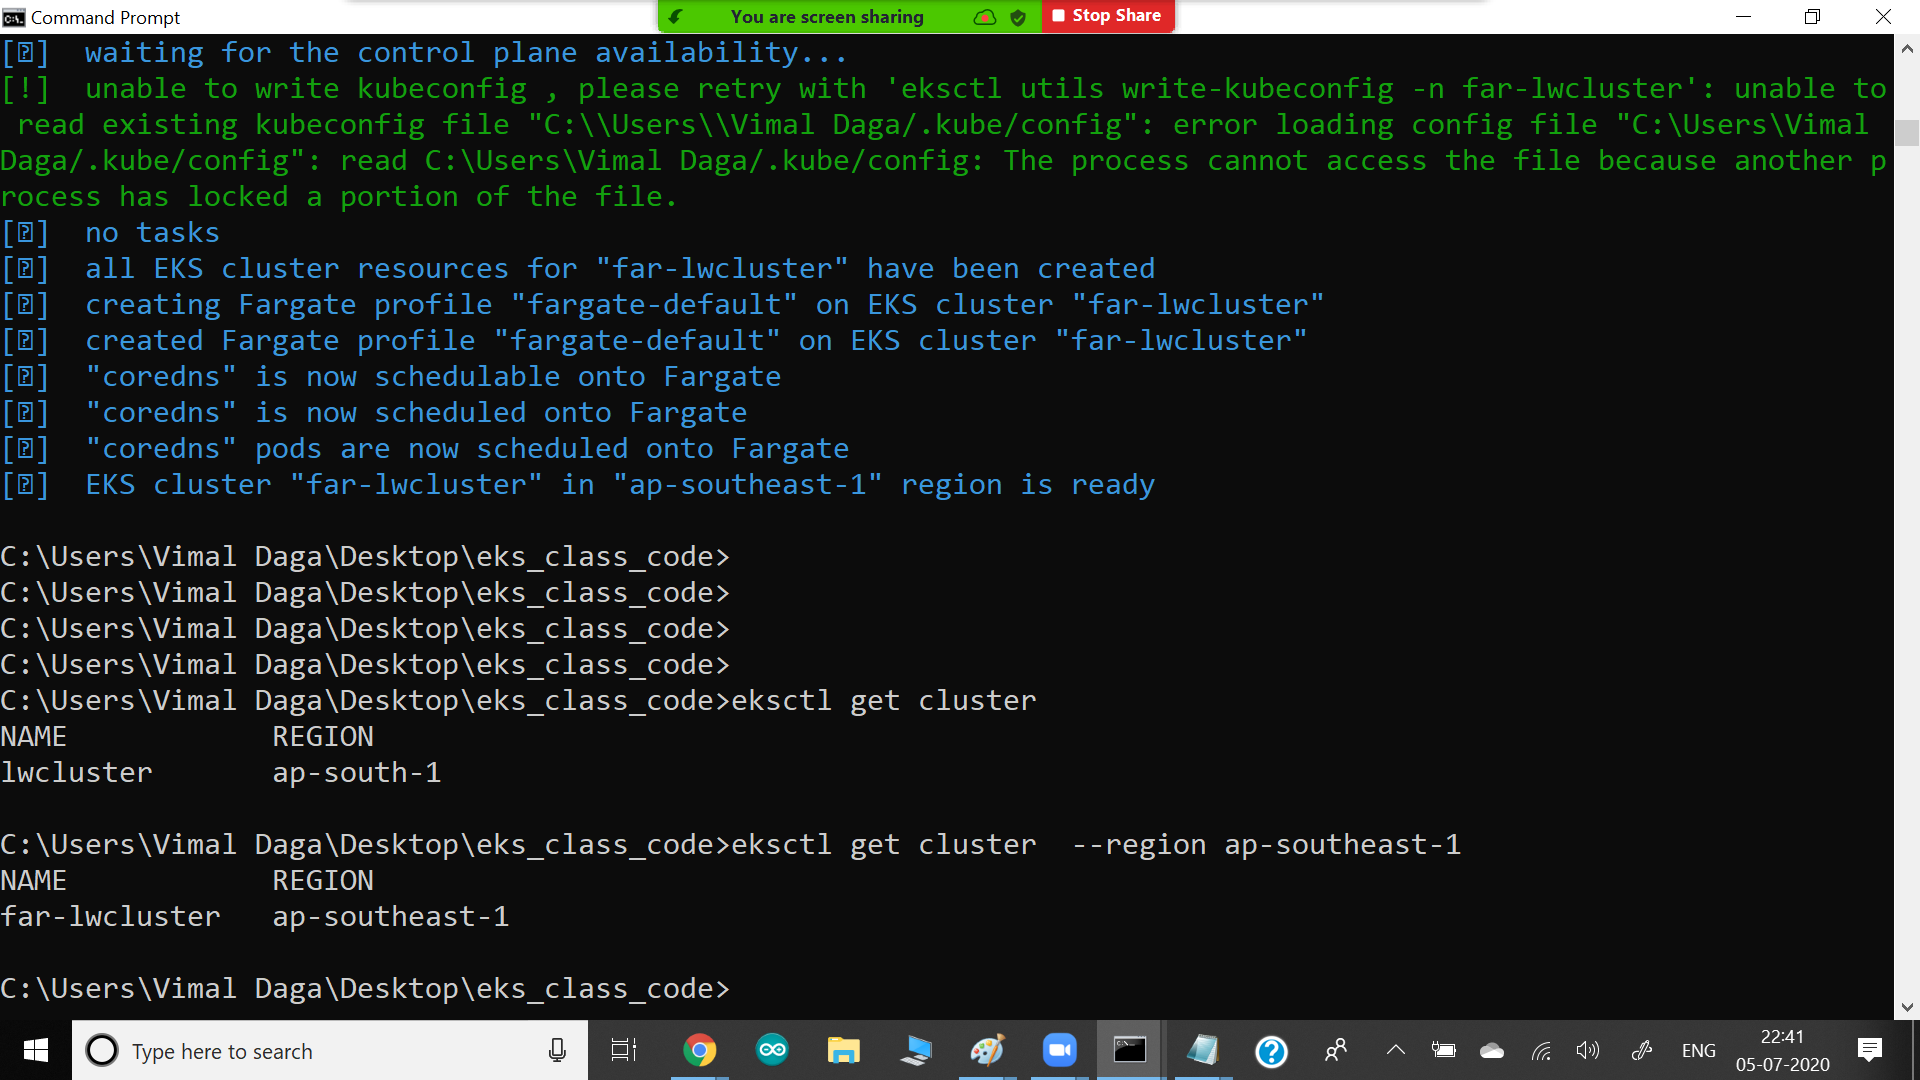 Command Prompt
You are screen sharing
Stop Share
[?]  waiting for the control plane availability...
[!]  unable to write kubeconfig , please retry with 'eksctl utils write-kubeconfig -n far-lwcluster': unable to
 read existing kubeconfig file "C:\\Users\\Vimal Daga/.kube/config": error loading config file "C:\Users\Vimal
Daga/.kube/config": read C:\Users\Vimal Daga/.kube/config: The process cannot access the file because another p
rocess has locked a portion of the file.
[?]  no tasks
[?]  all EKS cluster resources for "far-lwcluster" have been created
[?]  creating Fargate profile "fargate-default" on EKS cluster "far-lwcluster"
[?]  created Fargate profile "fargate-default" on EKS cluster "far-lwcluster"
[?]  "coredns" is now schedulable onto Fargate
[?]  "coredns" is now scheduled onto Fargate
[?]  "coredns" pods are now scheduled onto Fargate
[?]  EKS cluster "far-lwcluster" in "ap-southeast-1" region is ready
C:\Users\Vimal Daga\Desktop\eks_class_code>
C:\Users\Vimal Daga\Desktop\eks_class_code>
C:\Users\Vimal Daga\Desktop\eks_class_code>
C:\Users\Vimal Daga\Desktop\eks_class_code>
C:\Users\Vimal Daga\Desktop\eks_class_code>eksctl get cluster
NAME            REGION
lwcluster       ap-south-1
C:\Users\Vimal Daga\Desktop\eks_class_code>eksctl get cluster  --region ap-southeast-1
NAME            REGION
far-lwcluster   ap-southeast-1
C:\Users\Vimal Daga\Desktop\eks_class_code>
Type here to search
ENG
22:41
05-07-2020